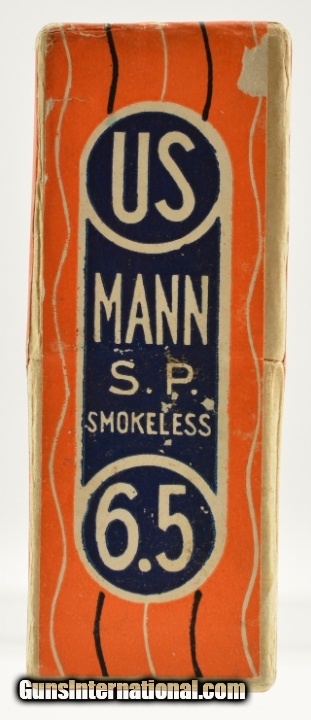 US
MANN
S.P.
SMOKELESS
6.5
GunsInternational.com